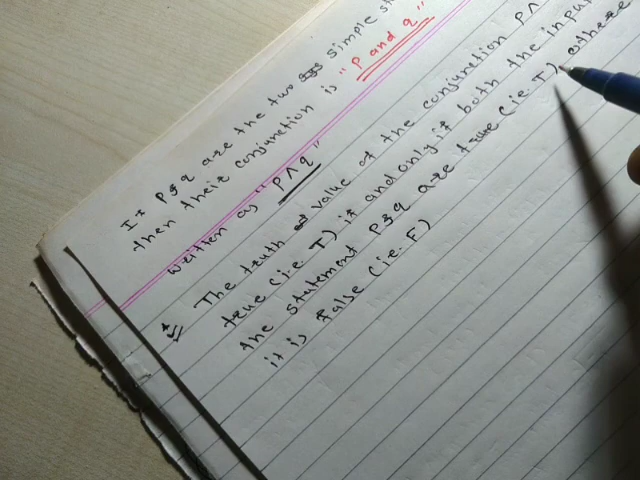 If P & q are the two simple
then their conjunction is "P and q"
written as "P∧q"
* The truth value of the conjunction P∧
true (i.e. T) if and only if both the input
the statement P & q are true (i.e. T),
it is False (i.e. F)